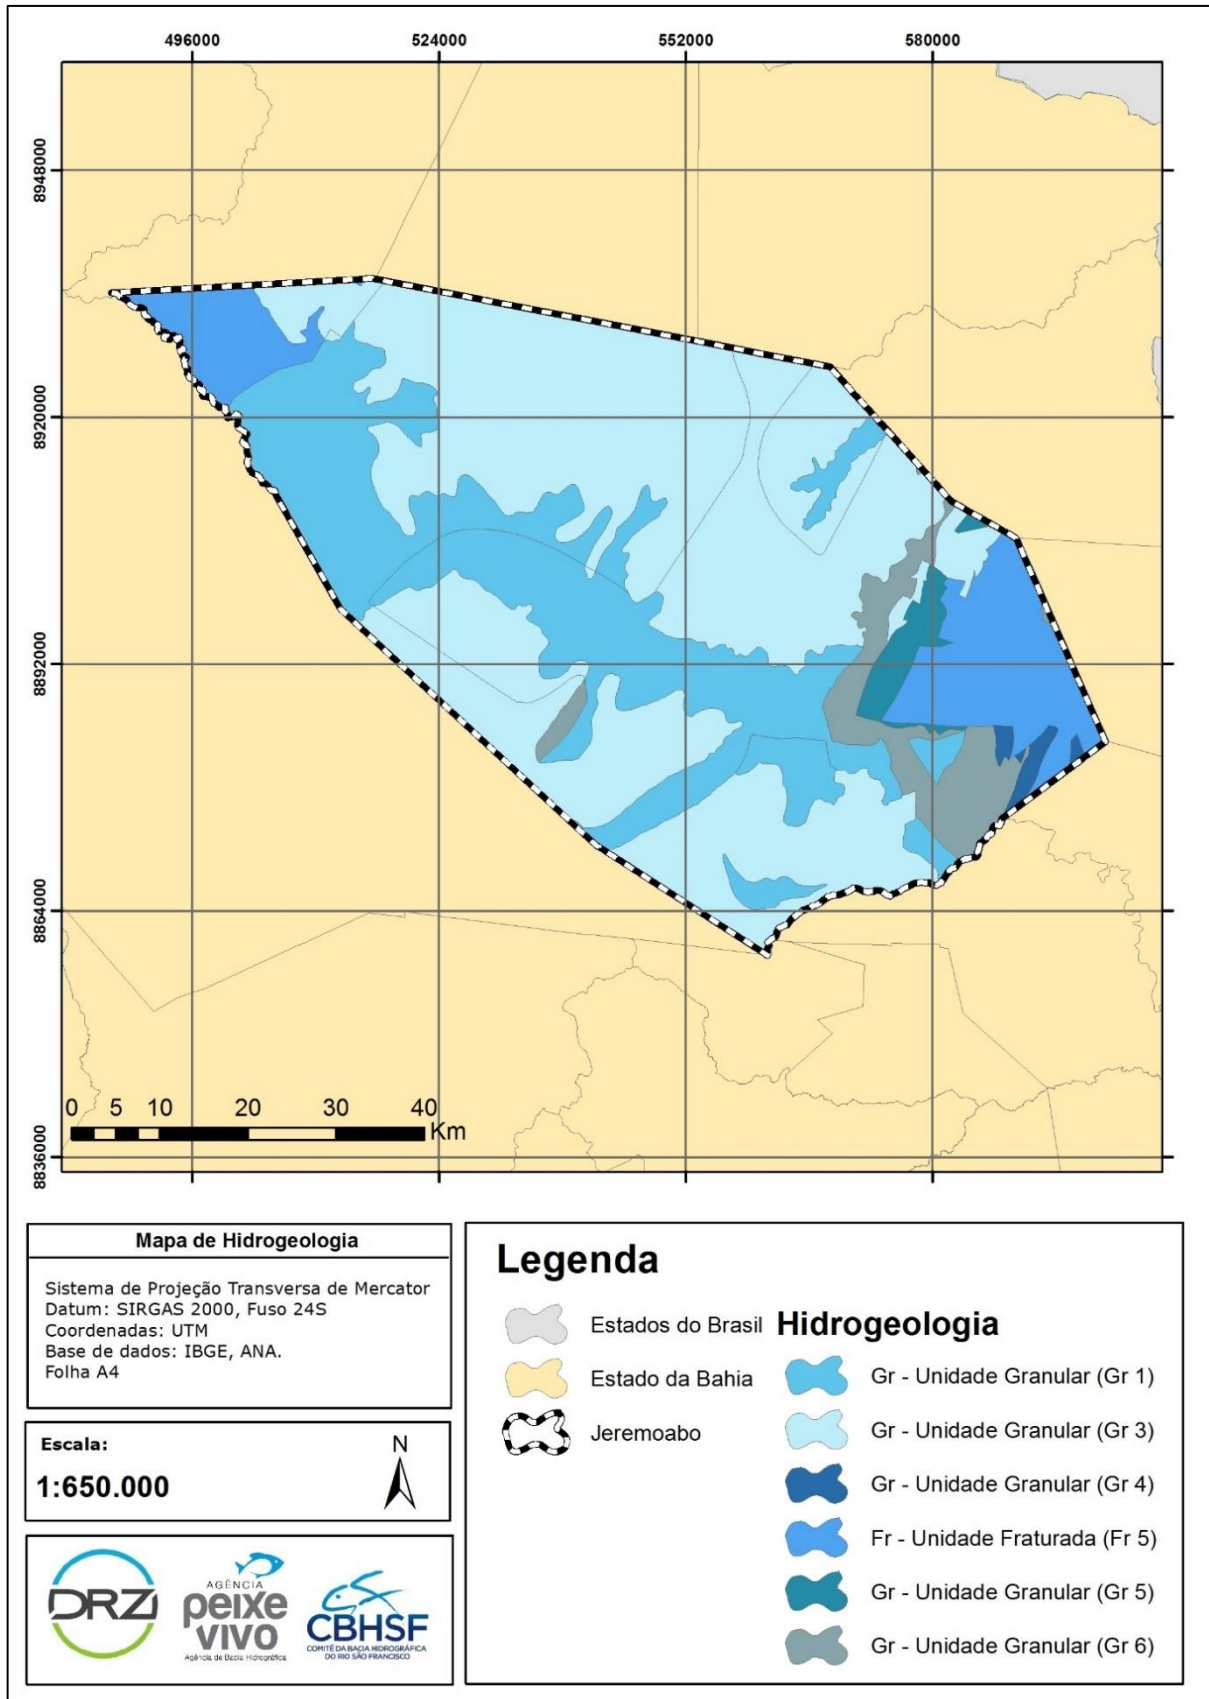 496000 524000 552000 580000
8948000
8920000
8892000
8864000
8836000
0 5 10 20 30 40
Km
Mapa de Hidrogeologia
Sistema de Projeção Transversa de Mercator
Datum: SIRGAS 2000, Fuso 24S
Coordenadas: UTM
Base de dados: IBGE, ANA.
Folha A4
Escala:
1:650.000
N
DRZ
AGÊNCIA
peixe
vivo
Agência de Bacia Hidrográfica
CBHSF
COMITÊ DA BACIA HIDROGRÁFICA
DO RIO SÃO FRANCISCO
Legenda
Estados do Brasil
Estado da Bahia
Jeremoabo
Hidrogeologia
Gr - Unidade Granular (Gr 1)
Gr - Unidade Granular (Gr 3)
Gr - Unidade Granular (Gr 4)
Fr - Unidade Fraturada (Fr 5)
Gr - Unidade Granular (Gr 5)
Gr - Unidade Granular (Gr 6)